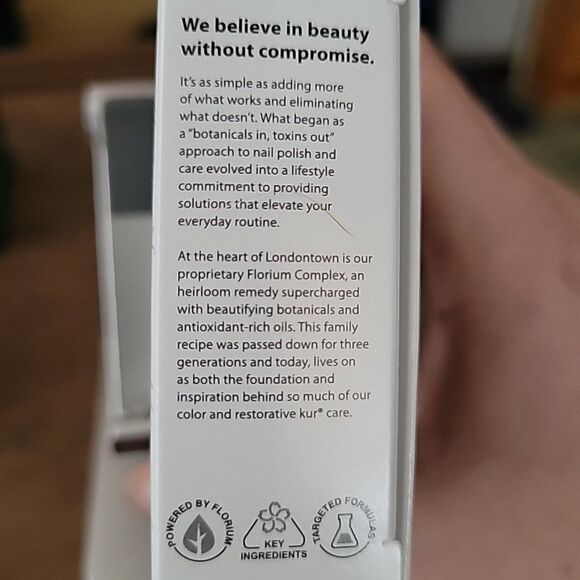 We believe in beauty
without compromise.
It's as simple as adding more
of what works and eliminating
what doesn't. What began as
a "botanicals in, toxins out"
approach to nail polish and
care evolved into a lifestyle
commitment to providing
solutions that elevate your
everyday routine.
At the heart of Londontown is our
proprietary Florium Complex, an
heirloom remedy supercharged
with beautifying botanicals and
antioxidant-rich oils. This family
recipe was passed down for three
generations and today, lives on
as both the foundation and
inspiration behind so much of our
color and restorative kur® care.
POWERED BY FLORIUM
KEY
INGREDIENTS
TARGETED FORMULAS